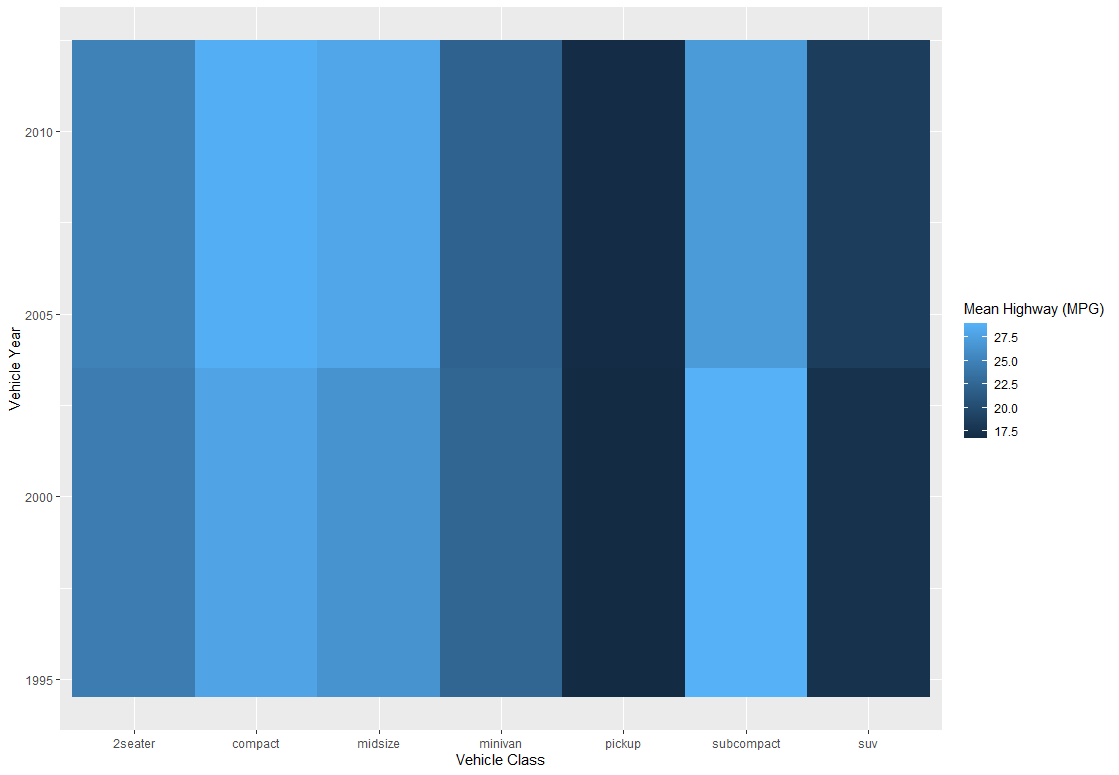 Vehicle Year
2010
2005
2000
1995
2seater
compact
midsize
minivan
pickup
subcompact
suv
Vehicle Class
Mean Highway (MPG)
27.5
25.0
22.5
20.0
17.5